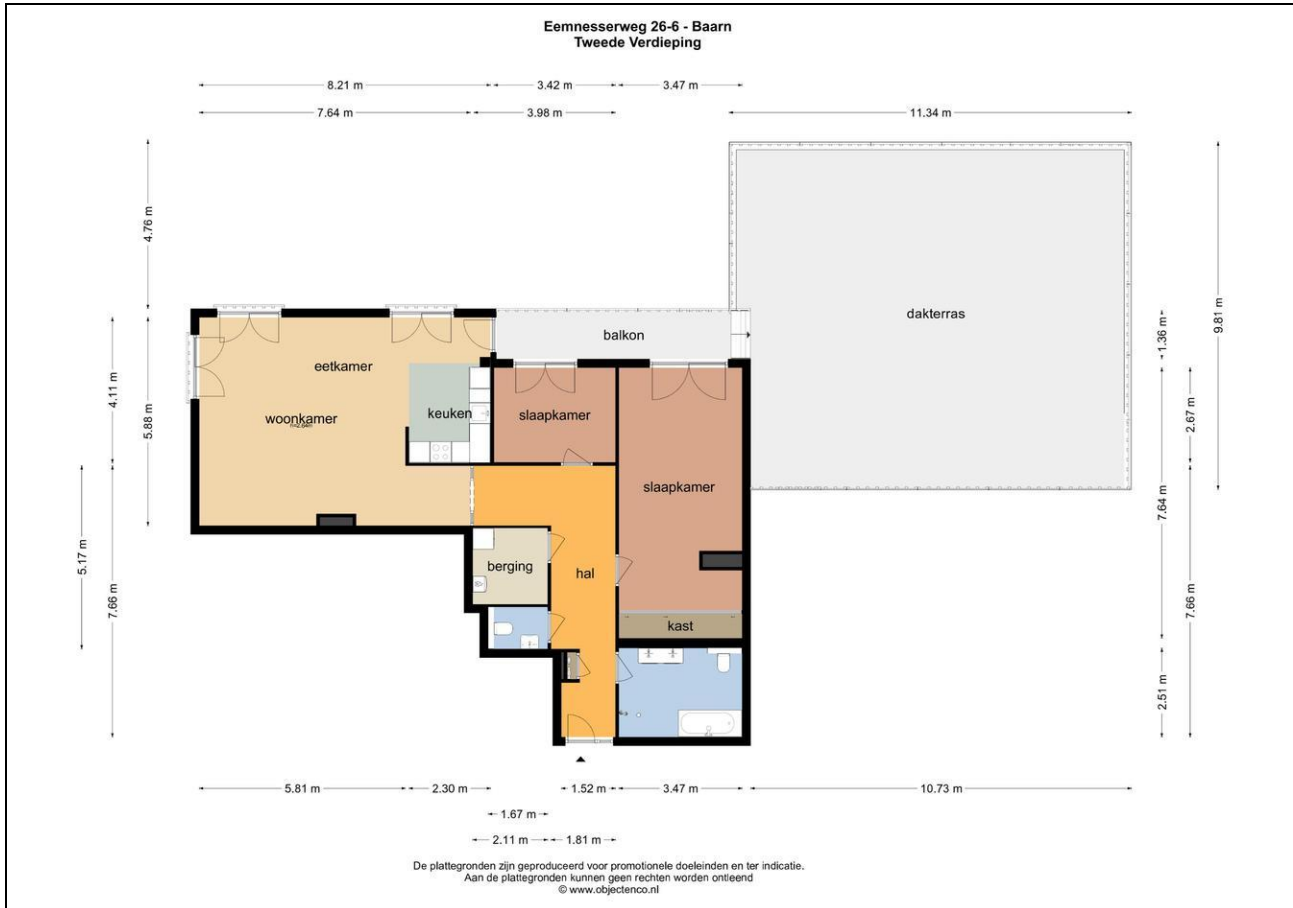 Eemnesserweg 26-6 - Baarn
Tweede Verdieping
8.21 m
3.42 m
3.47 m
7.64 m
3.98 m
11.34 m
4.76 m
9.81 m
4.11 m
5.88 m
5.17 m
7.66 m
1.36 m
2.67 m
7.64 m
7.66 m
2.51 m
dakterras
balkon
eetkamer
woonkamer
h=2.64m
keuken
slaapkamer
slaapkamer
berging
hal
kast
5.81 m
2.30 m
1.52 m
3.47 m
10.73 m
1.67 m
2.11 m
1.81 m
De plattegronden zijn geproduceerd voor promotionele doeleinden en ter indicatie.
Aan de plattegronden kunnen geen rechten worden ontleend
© www.objectenco.nl